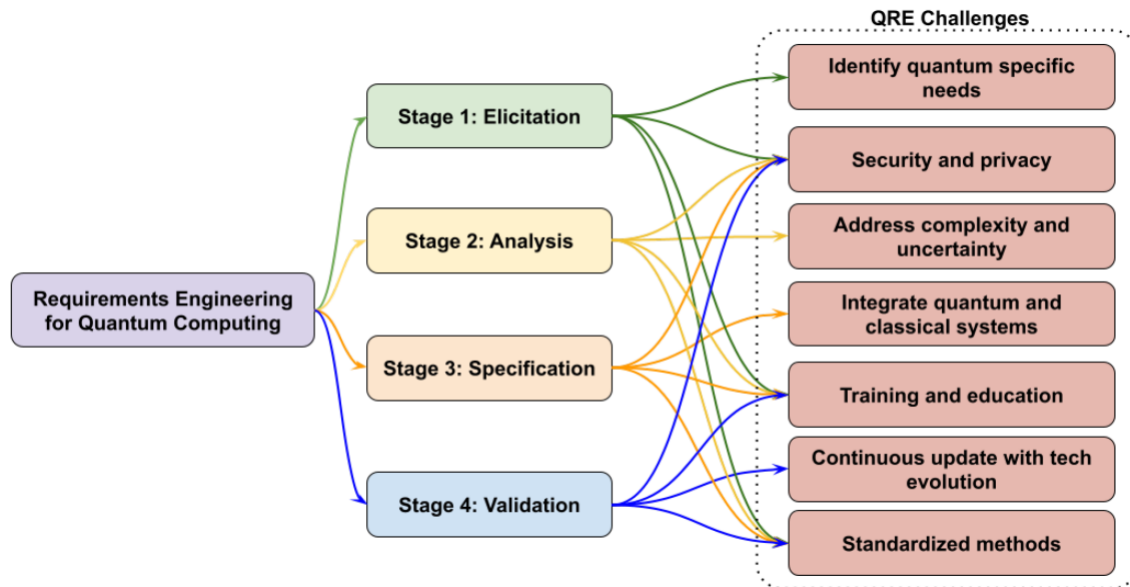 QRE Challenges
Identify quantum specific
needs
Stage 1: Elicitation
Security and privacy
Stage 2: Analysis
Address complexity and
uncertainty
Requirements Engineering
for Quantum Computing
Integrate quantum and
classical systems
Stage 3: Specification
Training and education
Continuous update with tech
evolution
Stage 4: Validation
Standardized methods